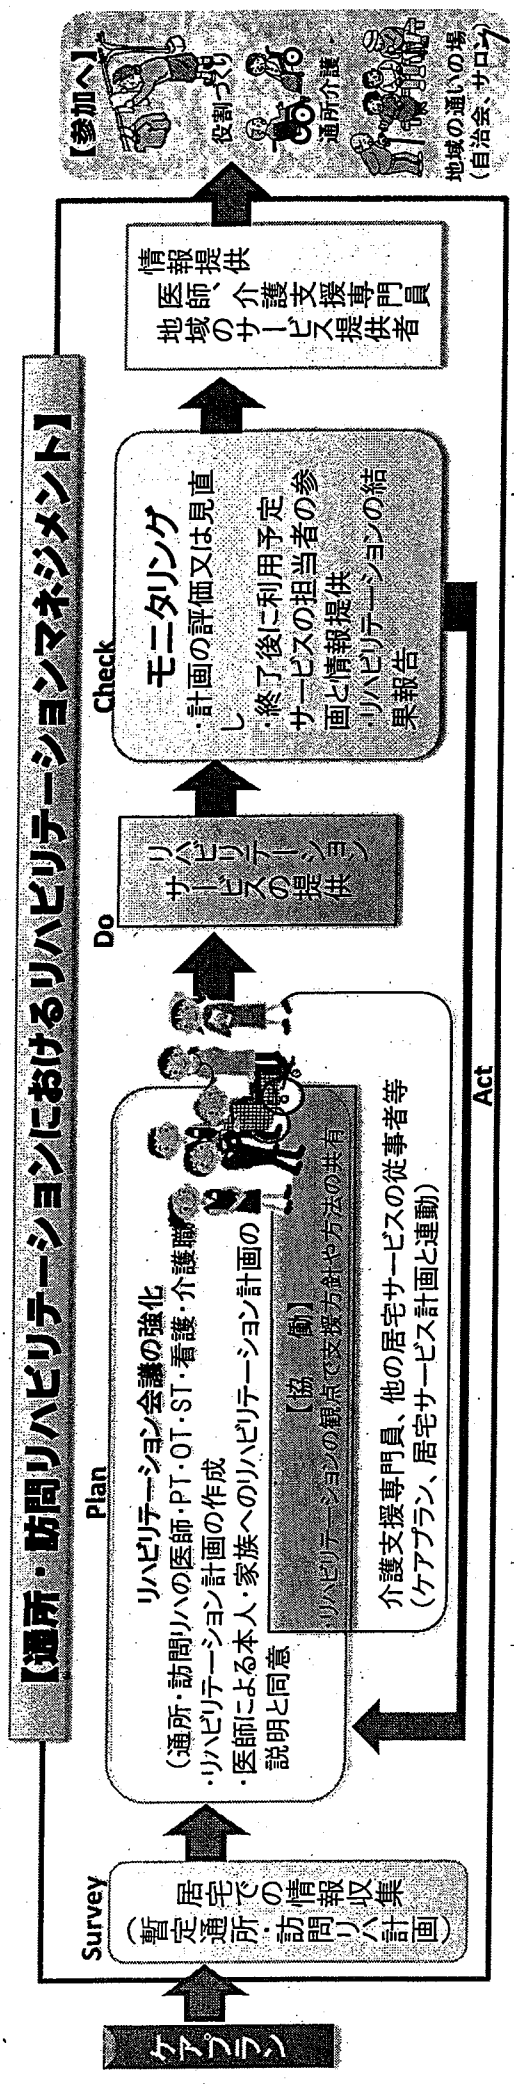 【通所・訪問リハビリテーションにおけるリハビリテーションマネジメント】
ケアプラン
Survey
居宅での情報収集
(暫定通所・訪問リハ計画)
Plan
リハビリテーション会議の強化
(通所・訪問リハの医師・PT・OT・ST・看護・介護職
・リハビリテーション計画の作成
・医師による本人・家族へのリハビリテーション計画の
説明と同意
【協 働】
・リハビリテーションの観点で支援方針や方法の共有
介護支援専門員、他の居宅サービスの従事者等
(ケアプラン、居宅サービス計画と連動)
Do
リハビリテーション
サービスの提供
Check
モニタリング
・計画の評価又は見直
し
・終了後に利用予定
サービスの担当者の参
画と情報提供
・リハビリテーションの結
果報告
Act
情報提供
医師、介護支援専門員
地域のサービス提供者
【参加へ】
役割づくり
通所介護
地域の通いの場
(自治会、サロン)